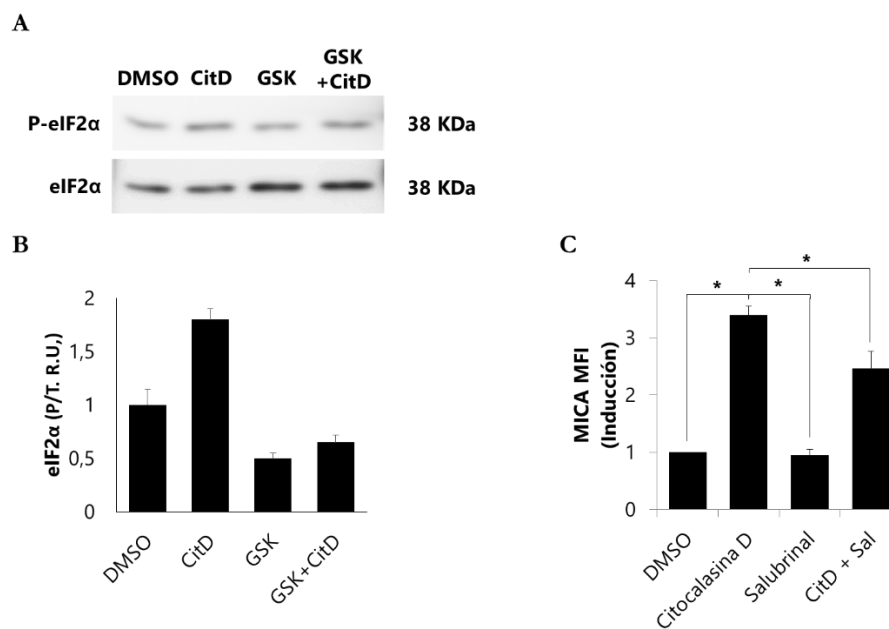 A
DMSO CitD GSK GSK
+CitD
P-eIF2α 38 KDa
eIF2α 38 KDa
B
eIF2α (P/T. R.U,)
2
1,5
1
0,5
0
DMSO
CitD
GSK
GSK+CitD
C
MICA MFI
(Inducción)
4
3
2
1
0
* *
*
DMSO
Citocalasina D
Salubrinal
CitD + Sal